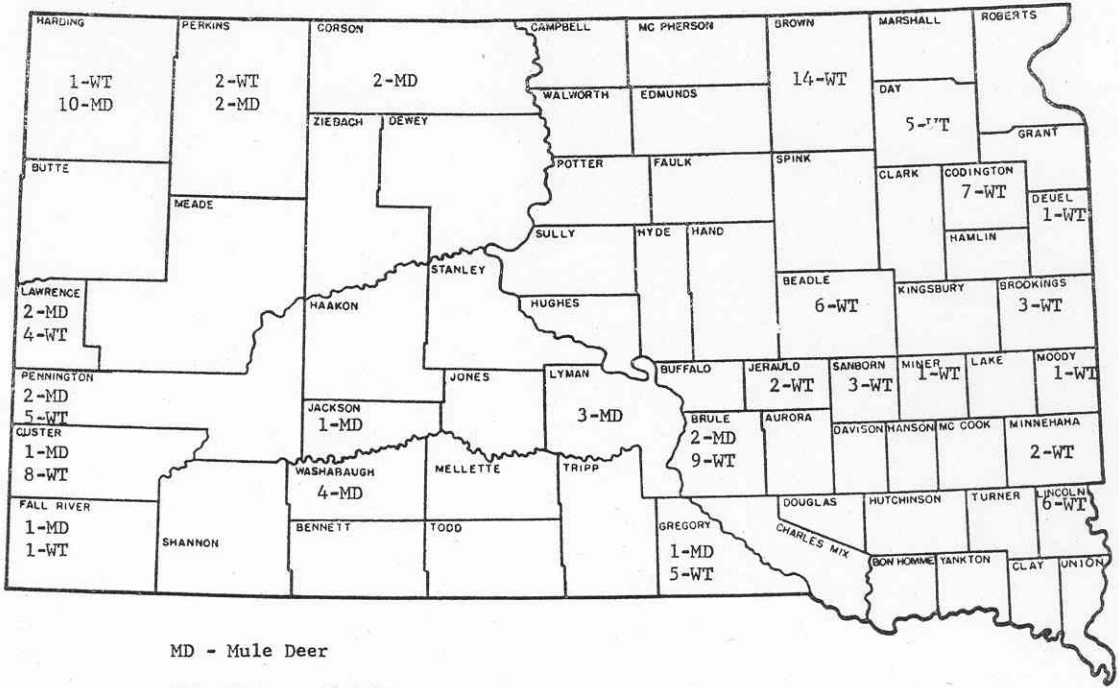 HARDING
1-WT
10-MD
PERKINS
2-WT
2-MD
CORSON
2-MD
CAMPBELL
MC PHERSON
BROWN
14-WT
MARSHALL
ROBERTS
WALWORTH
EDMUNDS
DAY
5-WT
GRANT
ZIEBACH
DEWEY
BUTTE
MEADE
POTTER
FAULK
SPINK
CLARK
CODINGTON
7-WT
DEUEL
1-WT
HAMLIN
SULLY
HYDE
HAND
STANLEY
HAAKON
HUGHES
BEADLE
6-WT
KINGSBURY
BROOKINGS
3-WT
LAWRENCE
2-MD
4-WT
PENNINGTON
2-MD
5-WT
JACKSON
1-MD
JONES
LYMAN
3-MD
BUFFALO
JERAULD
2-WT
SANBORN
3-WT
MINER
1-WT
LAKE
MOODY
1-WT
CUSTER
1-MD
8-WT
WASHABAUGH
4-MD
MELLETTE
TRIPP
BRULE
2-MD
9-WT
AURORA
DAVISON
HANSON
MC COOK
MINNEHAHA
2-WT
FALL RIVER
1-MD
1-WT
SHANNON
BENNETT
TODD
GREGORY
1-MD
5-WT
DOUGLAS
CHARLES MIX
HUTCHINSON
TURNER
LINCOLN
6-WT
BON HOMME
YANKTON
CLAY
UNION
MD - Mule Deer